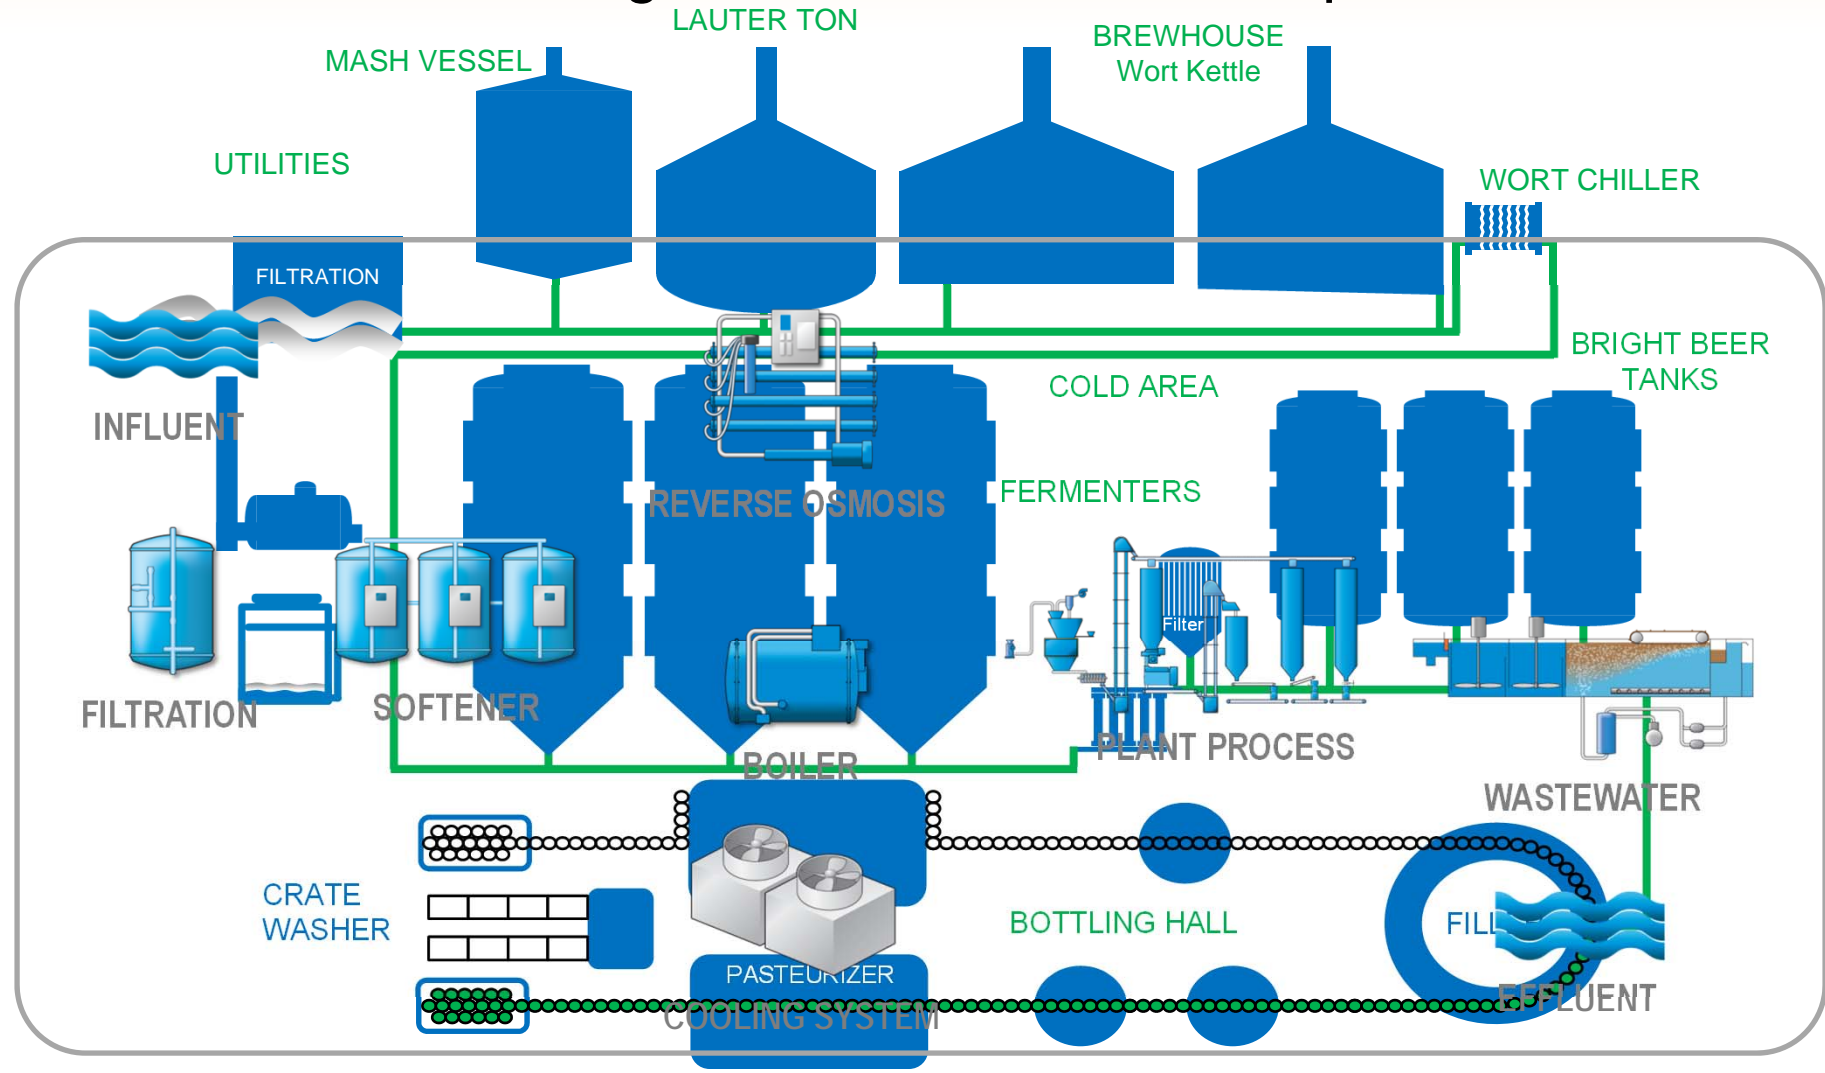 LAUTER TON
MASH VESSEL
BREWHOUSE
Wort Kettle
UTILITIES
WORT CHILLER
FILTRATION
BRIGHT BEER
TANKS
COLD AREA
INFLUENT
REVERSE OSMOSIS
FERMENTERS
Filter
FILTRATION
SOFTENER
BOILER
PLANT PROCESS
WASTEWATER
CRATE
WASHER
BOTTLING HALL
PASTEURIZER
COOLING SYSTEM
EFFLUENT